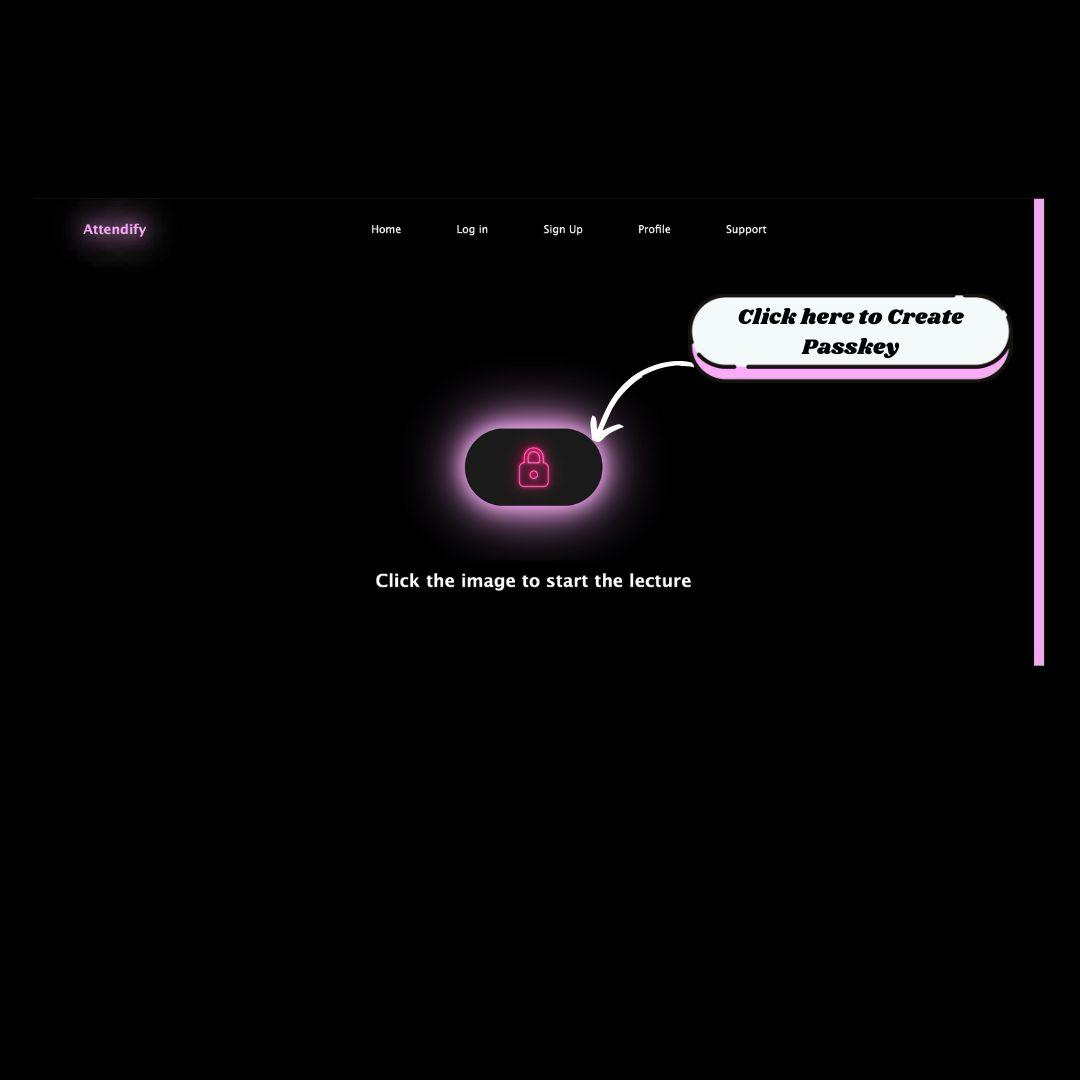 Attendify
Home Log in Sign Up Profile Support
Click here to Create
Passkey
Click the image to start the lecture